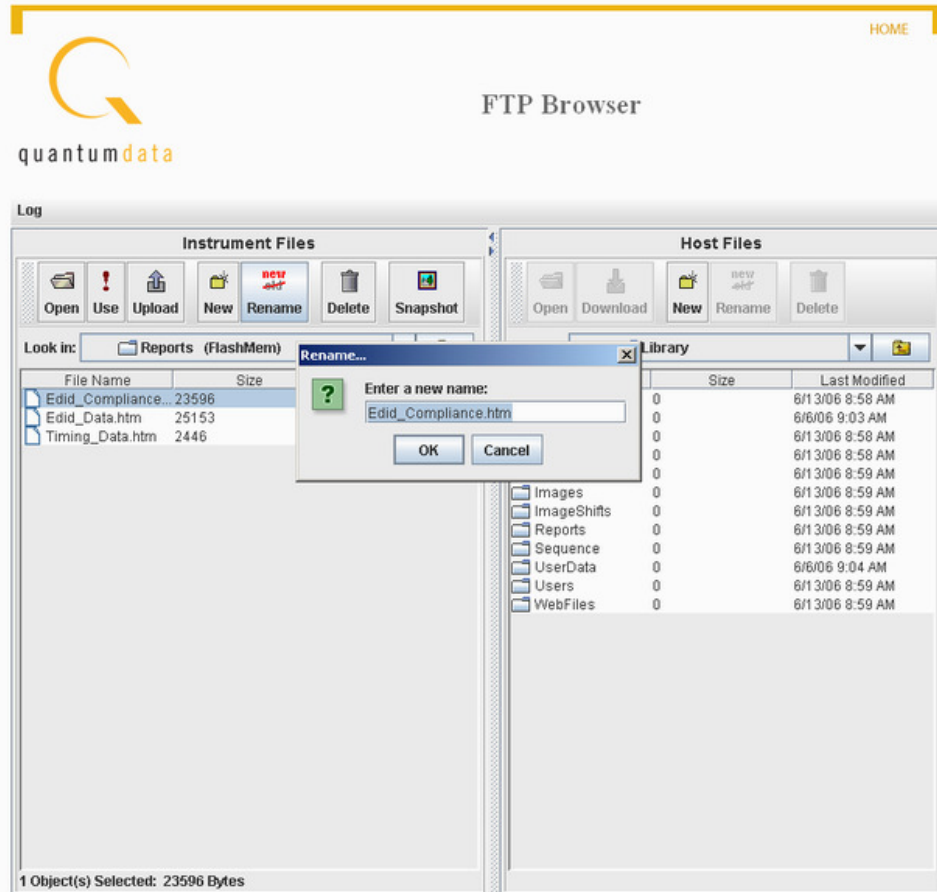 HOME
FTP Browser
quantumdata
Log
Instrument Files
Open Use Upload New new old Rename Delete Snapshot
Look in: Reports (FlashMem)
File Name Size
Edid_Compliance... 23596
Edid_Data.htm 25153
Timing_Data.htm 2446
1 Object(s) Selected: 23596 Bytes
Rename...
Enter a new name:
Edid_Compliance.htm
OK Cancel
Host Files
Open Download New new old Rename Delete
Library
Size Last Modified
0 6/13/06 8:58 AM
0 6/6/06 9:03 AM
0 6/13/06 8:58 AM
0 6/13/06 8:58 AM
0 6/13/06 8:59 AM
Images 0 6/13/06 8:59 AM
ImageShifts 0 6/13/06 8:59 AM
Reports 0 6/13/06 8:59 AM
Sequence 0 6/13/06 8:59 AM
UserData 0 6/6/06 9:04 AM
Users 0 6/13/06 8:59 AM
WebFiles 0 6/13/06 8:59 AM